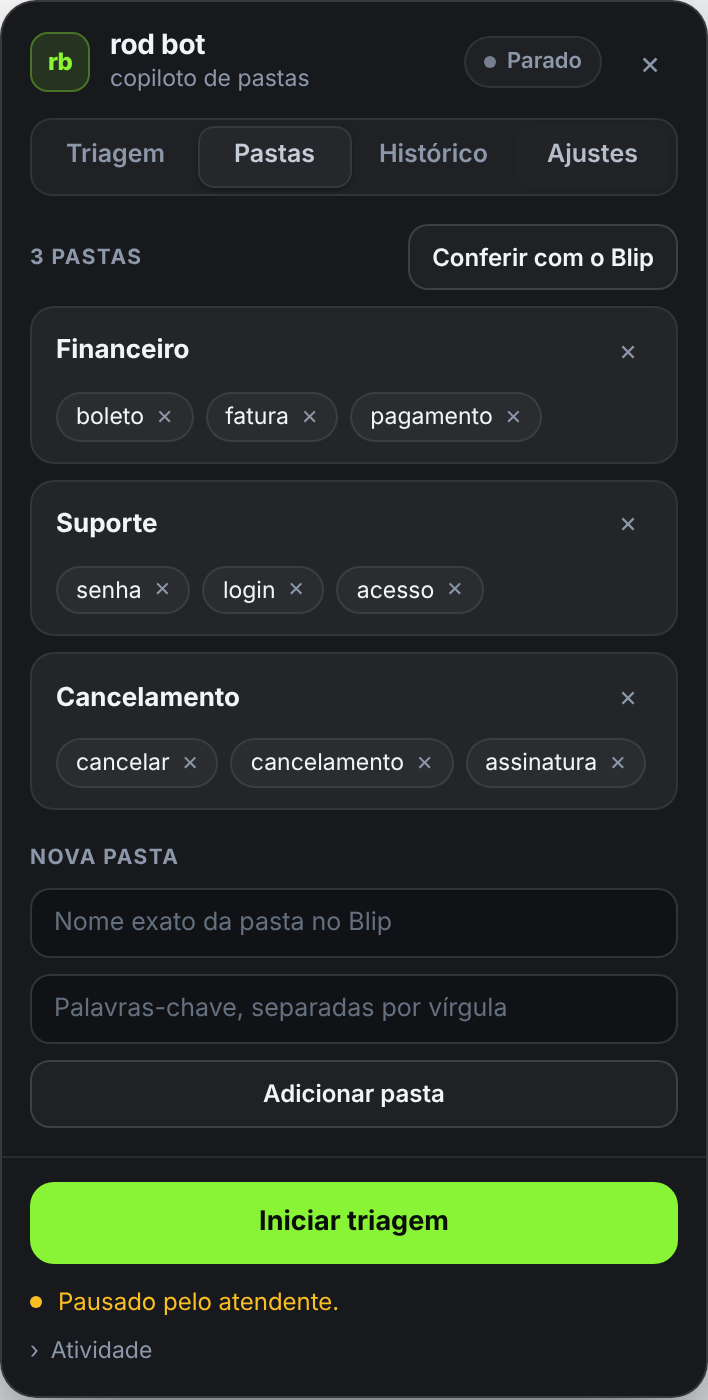 rb
rod bot
copiloto de pastas
Parado
×
Triagem Pastas Histórico Ajustes
3 PASTAS
Conferir com o Blip
Financeiro ×
boleto × fatura × pagamento ×
Suporte ×
senha × login × acesso ×
Cancelamento ×
cancelar × cancelamento × assinatura ×
NOVA PASTA
Nome exato da pasta no Blip
Palavras-chave, separadas por vírgula
Adicionar pasta
Iniciar triagem
Pausado pelo atendente.
› Atividade